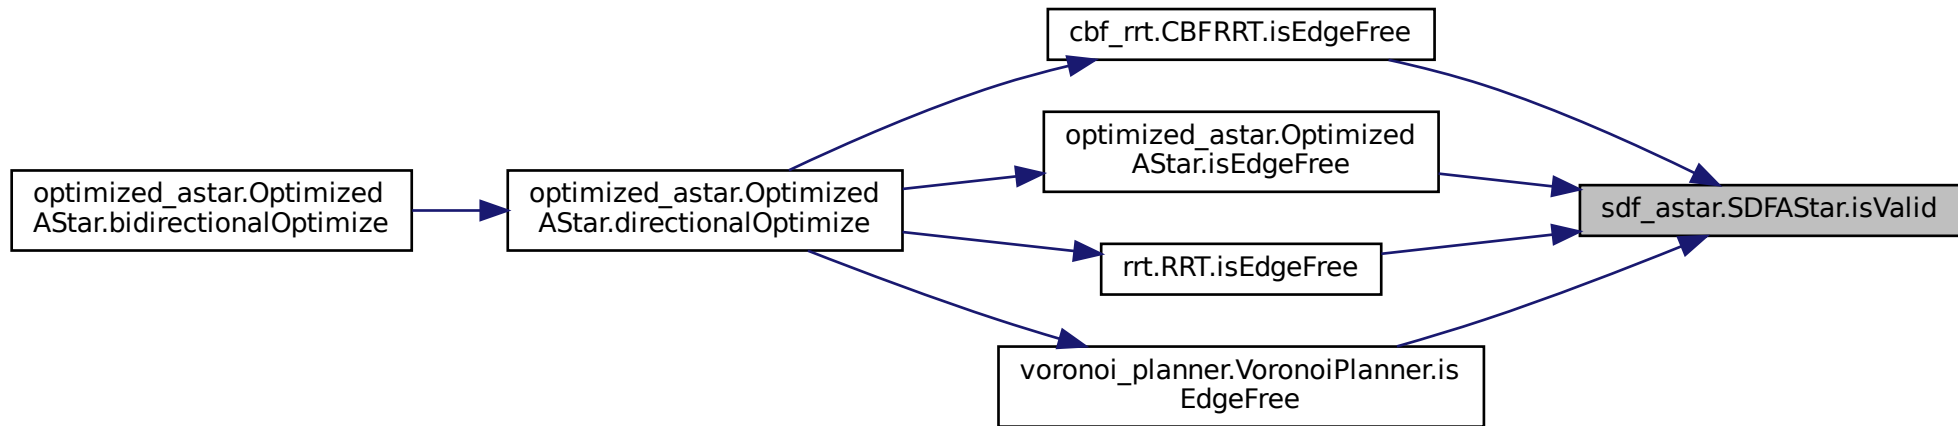 cbf_rrt.CBFRRT.isEdgeFree
optimized_astar.Optimized
AStar.isEdgeFree
optimized_astar.Optimized
AStar.bidirectionalOptimize
optimized_astar.Optimized
AStar.directionalOptimize
sdf_astar.SDFAStar.isValid
rrt.RRT.isEdgeFree
voronoi_planner.VoronoiPlanner.is
EdgeFree